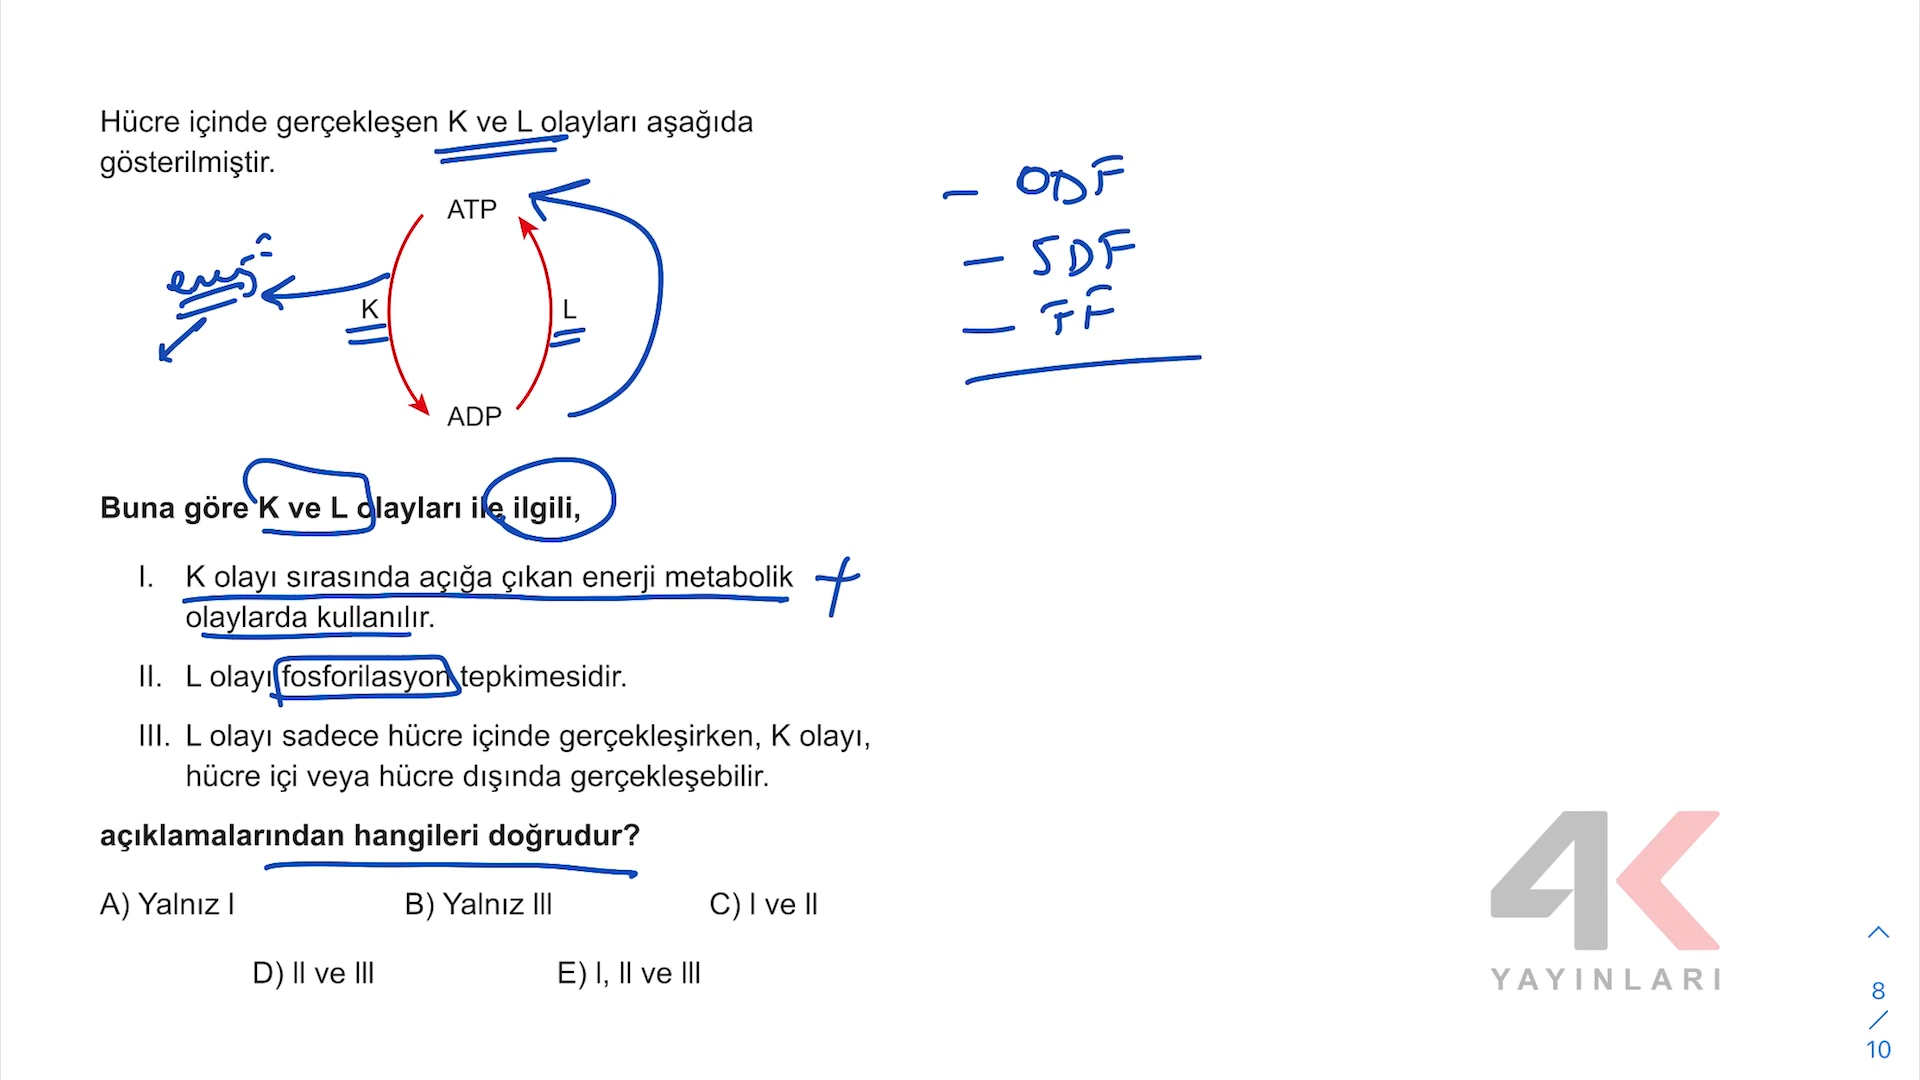 Hücre içinde gerçekleşen K ve L olayları aşağıda
gösterilmiştir.
ATP
enerji
K
L
ADP
- ODF
- SDF
- FF
Buna göre K ve L olayları ile ilgili,
I. K olayı sırasında açığa çıkan enerji metabolik +
olaylarda kullanılır.
II. L olayı fosforilasyon tepkimesidir.
III. L olayı sadece hücre içinde gerçekleşirken, K olayı,
hücre içi veya hücre dışında gerçekleşebilir.
açıklamalarından hangileri doğrudur?
A) Yalnız I B) Yalnız III C) I ve II
D) II ve III E) I, II ve III
4K
YAYINLARI
8
/
10